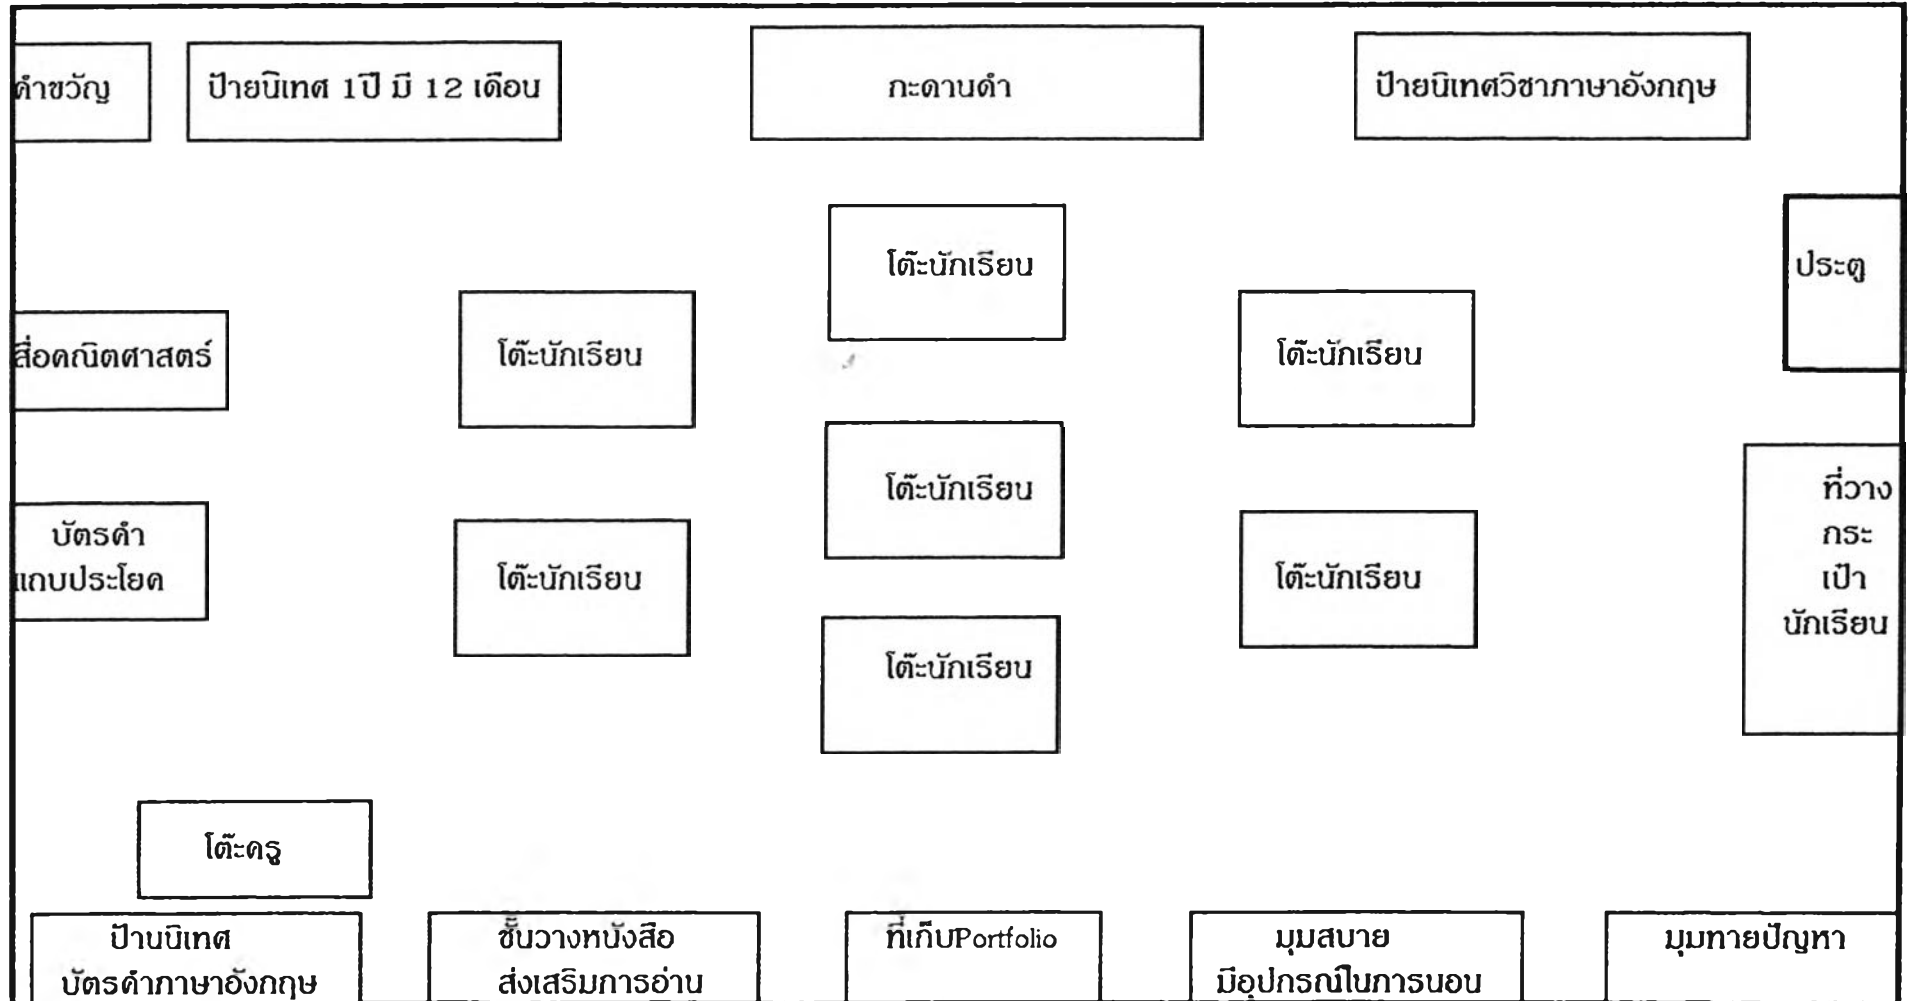 คำขวัญ
ป้ายนิเทศ 1ปี มี 12 เดือน
กะดานดำ
ป้ายนิเทศวิชาภาษาอังกฤษ
โต๊ะนักเรียน
ประตู
สื่อคณิตศาสตร์
โต๊ะนักเรียน
โต๊ะนักเรียน
โต๊ะนักเรียน
ที่วาง
กระ
เป๋า
นักเรียน
บัตรคำ
แถบประโยค
โต๊ะนักเรียน
โต๊ะนักเรียน
โต๊ะนักเรียน
โต๊ะครู
ป้านนิเทศ
บัตรคำภาษาอังกฤษ
ชั้นวางหนังสือ
ส่งเสริมการอ่าน
ที่เก็บPortfolio
มุมสบาย
มีอุปกรณ์ในการนอน
มุมทายปัญหา